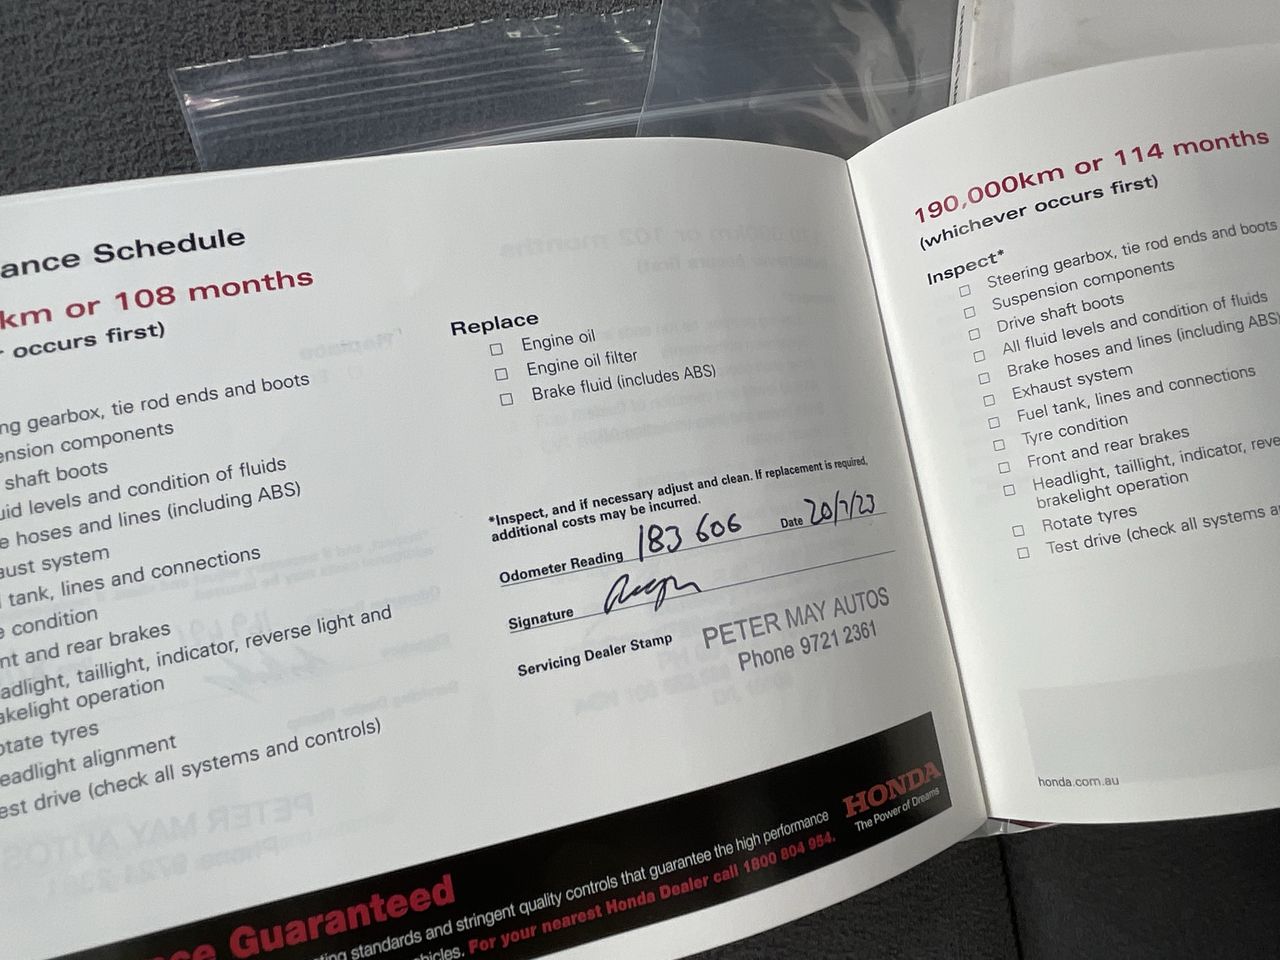 ance Schedule
km or 108 months
occurs first)
ng gearbox, tie rod ends and boots
ension components
shaft boots
uid levels and condition of fluids
e hoses and lines (including ABS)
aust system
tank, lines and connections
e condition
nt and rear brakes
adlight, taillight, indicator, reverse light and
akelight operation
otate tyres
eadlight alignment
est drive (check all systems and controls)
Replace
☐ Engine oil
☐ Engine oil filter
☐ Brake fluid (includes ABS)
*Inspect, and if necessary adjust and clean. If replacement is required,
additional costs may be incurred.
Odometer Reading 183 606 Date 20/7/23
Signature
Servicing Dealer Stamp PETER MAY AUTOS
Phone 9721 2361
ce Guaranteed
ting standards and stringent quality controls that guarantee the high performance
hicles. For your nearest Honda Dealer call 1800 804 954.
HONDA
The Power of Dreams
190,000km or 114 months
(whichever occurs first)
Inspect*
☐ Steering gearbox, tie rod ends and boots
☐ Suspension components
☐ Drive shaft boots
☐ All fluid levels and condition of fluids
☐ Brake hoses and lines (including ABS)
☐ Exhaust system
☐ Fuel tank, lines and connections
☐ Tyre condition
☐ Front and rear brakes
☐ Headlight, taillight, indicator, reve
brakelight operation
☐ Rotate tyres
☐ Test drive (check all systems a
honda.com.au